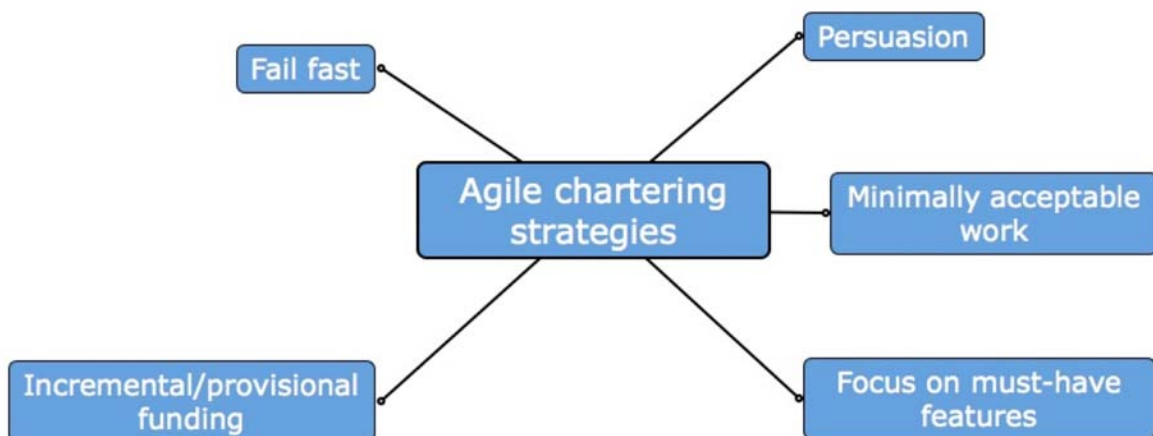 Fail fast
Persuasion
Agile chartering
strategies
Minimally acceptable
work
Incremental/provisional
funding
Focus on must-have
features